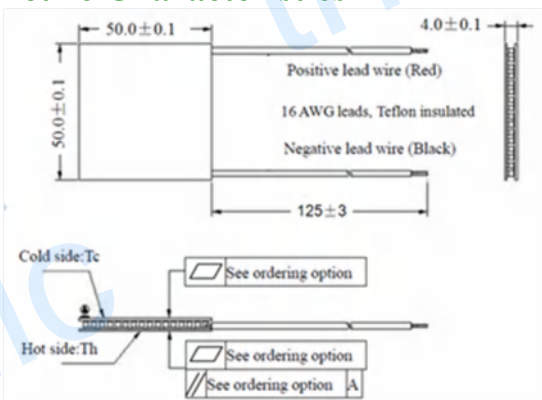 50.0±0.1
4.0±0.1
50.0±0.1
Positive lead wire (Red)
16 AWG leads, Teflon insulated
Negative lead wire (Black)
125±3
Cold side:Tc
See ordering option
Hot side:Th
See ordering option
See ordering option A